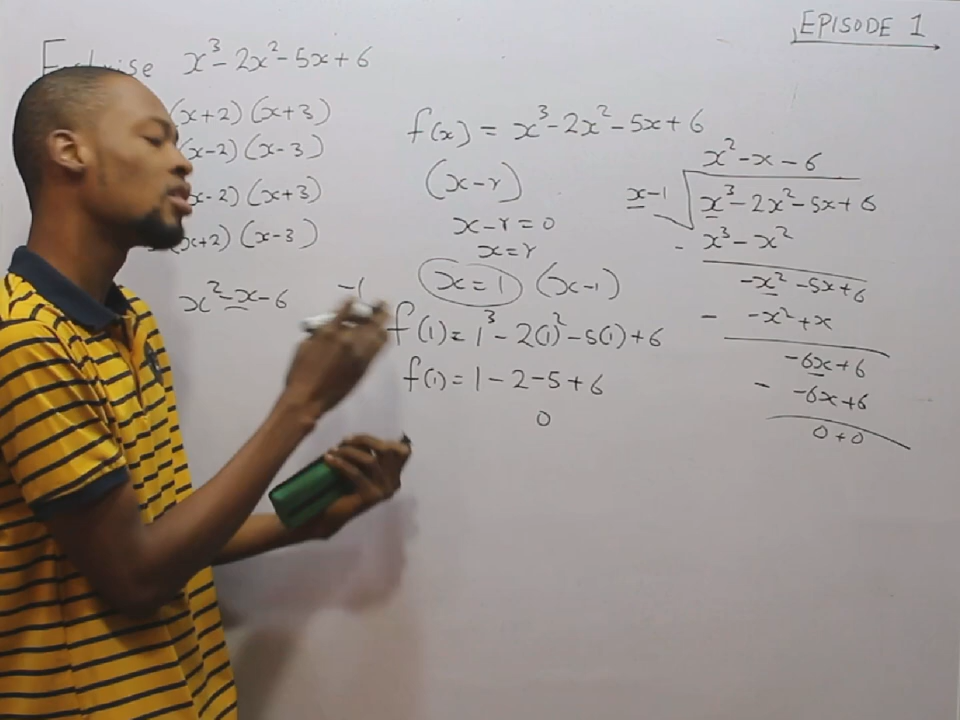 EPISODE 1
x³ - 2x² - 5x + 6
(x+2)(x+3)
(x-2)(x-3)
x-2)(x+3)
x+2)(x-3)
x² - x - 6
-1
f(x) = x³ - 2x² - 5x + 6
(x-r)
x-r=0
x=r
x=1 (x-1)
f(1) = 1³ - 2(1)² - 5(1) + 6
f(1) = 1 - 2 - 5 + 6
0
x² - x - 6
x-1 x³ - 2x² - 5x + 6
- x³ - x²
-x² - 5x + 6
- -x² + x
-6x + 6
- -6x + 6
0 + 0